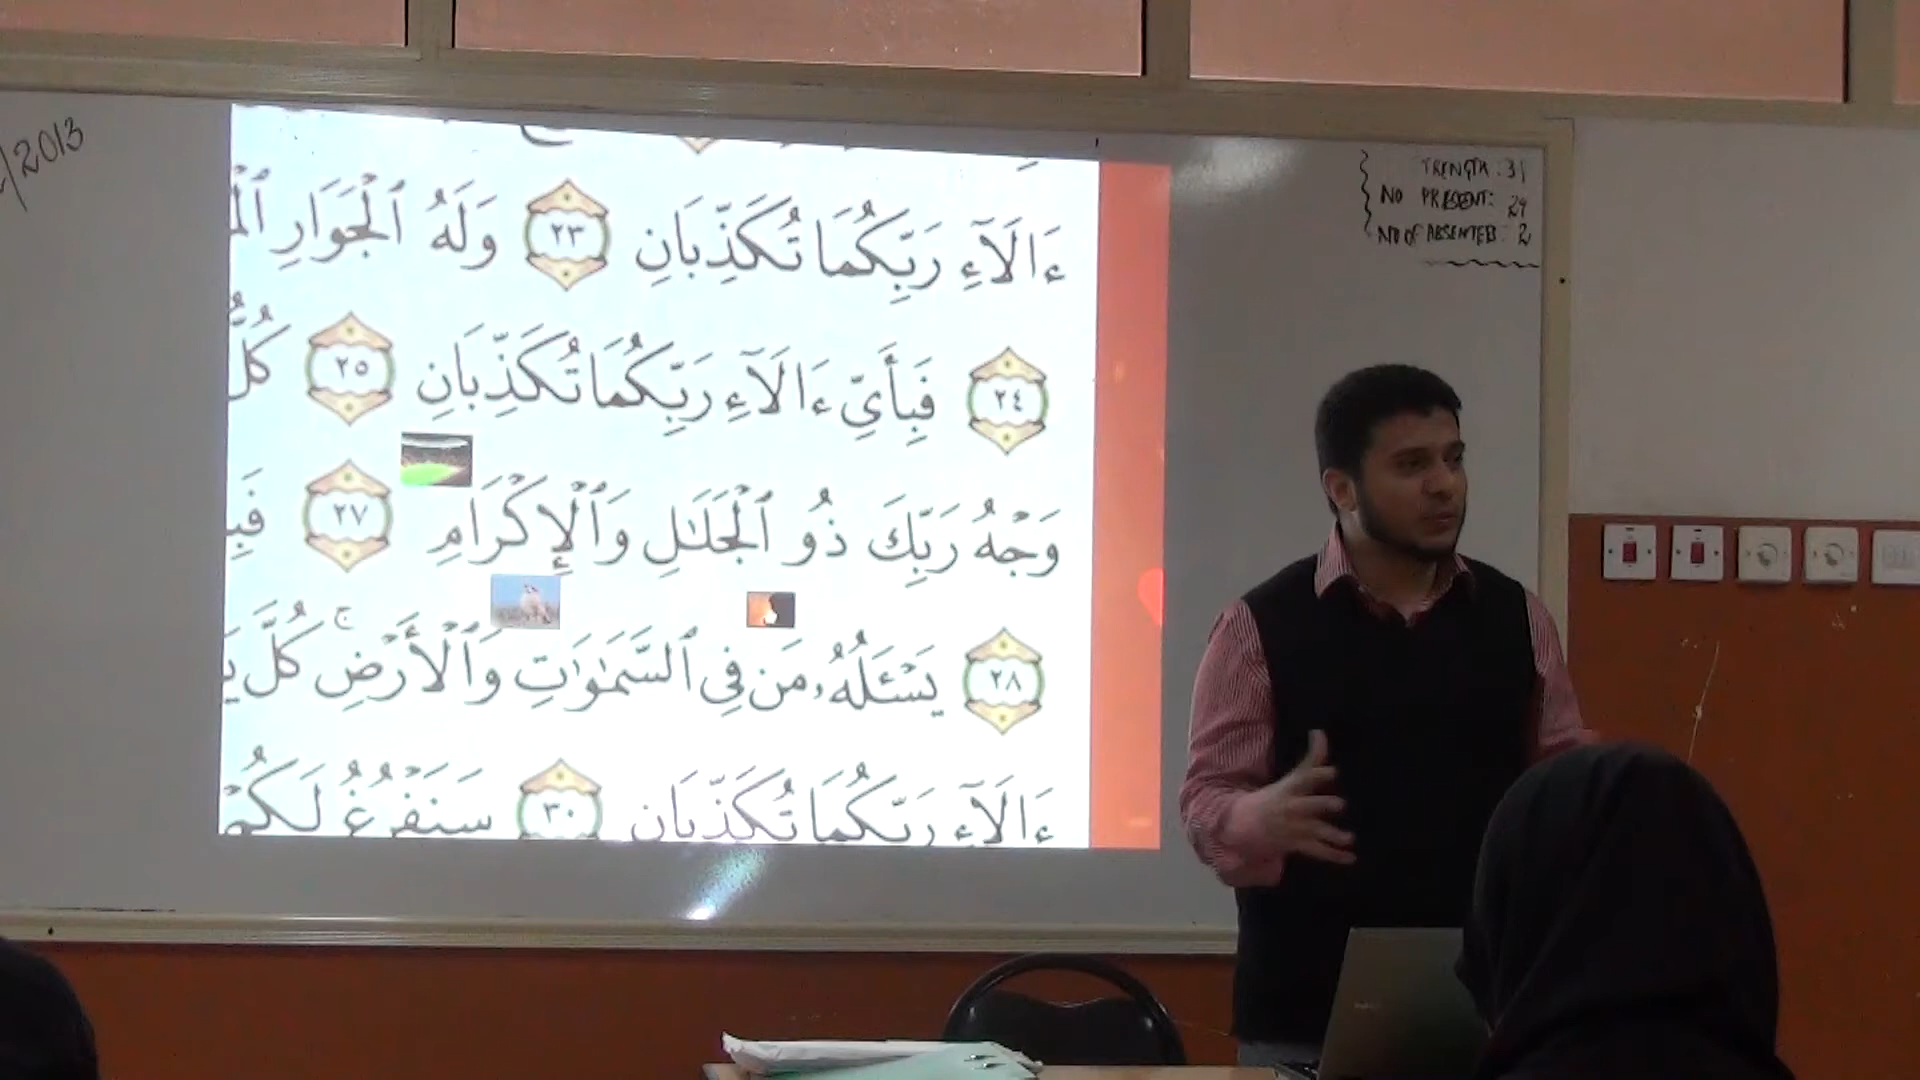 /2013
TRENGTA : 31
NO PRESENT: 29
NO OF ABSENTEES: 2
ءَالَآءِ رَبِّكُمَا تُكَذِّبَانِ ٢٣ وَلَهُ ٱلْجَوَارِ
٢٤ فَبِأَيِّ ءَالَآءِ رَبِّكُمَا تُكَذِّبَانِ ٢٥ كُلُّ
وَجْهُ رَبِّكَ ذُو ٱلْجَلَـٰلِ وَٱلْإِكْرَامِ ٢٧
٢٨ يَسْـَٔلُهُۥ مَن فِى ٱلسَّمَـٰوَٰتِ وَٱلْأَرْضِ ۚ كُلَّ
ءَالَآءِ رَبِّكُمَا تُكَذِّبَانِ ٣٠ سَنَفْرُغُ لَكُمْ